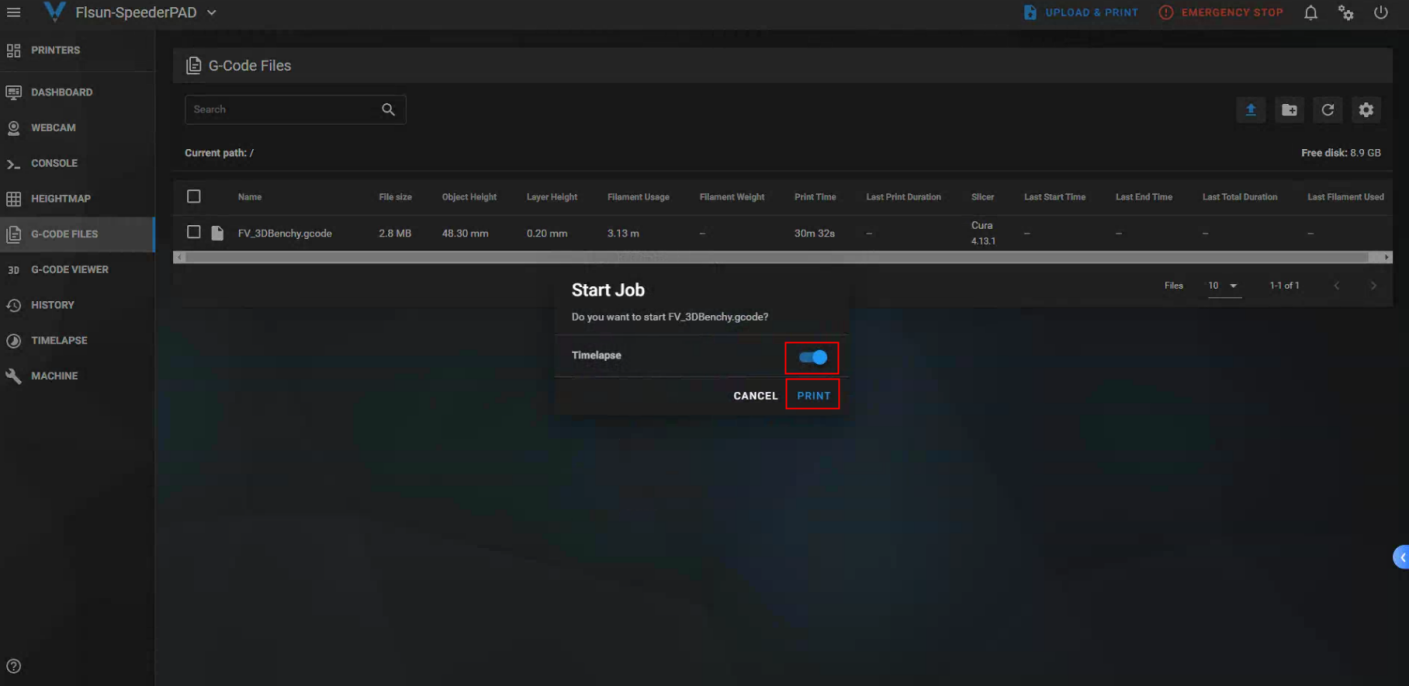 Flsun-SpeederPAD
UPLOAD & PRINT
EMERGENCY STOP
PRINTERS
DASHBOARD
WEBCAM
CONSOLE
HEIGHTMAP
G-CODE FILES
3D G-CODE VIEWER
HISTORY
TIMELAPSE
MACHINE
G-Code Files
Search
Current path: /
Free disk: 8.9 GB
Name File size Object Height Layer Height Filament Usage Filament Weight Print Time Last Print Duration Slicer Last Start Time Last End Time Last Total Duration Last Filament Used
FV_3DBenchy.gcode 2.8 MB 48.30 mm 0.20 mm 3.13 m – 30m 32s – Cura – – – –
4.13.1
Files 10 1-1 of 1
Start Job
Do you want to start FV_3DBenchy.gcode?
Timelapse
CANCEL PRINT